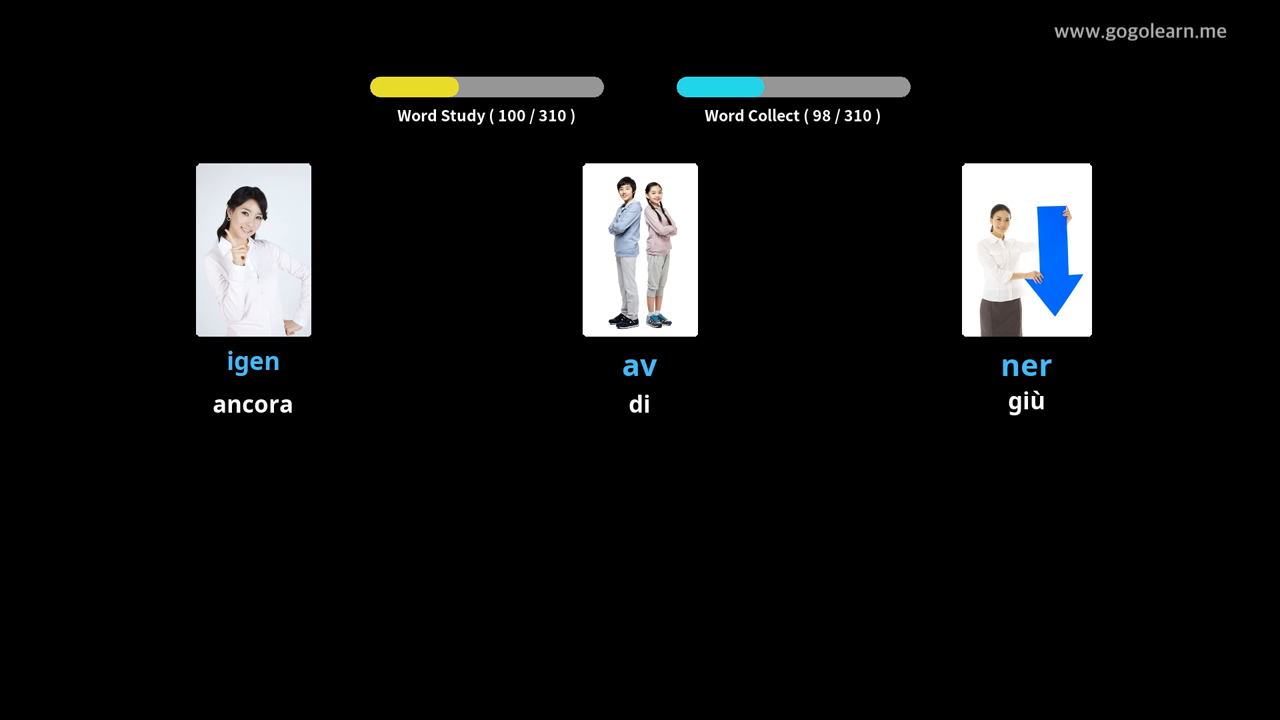 www.gogolearn.me
Word Study ( 100 / 310 )
Word Collect ( 98 / 310 )
igen
ancora
av
di
ner
giù